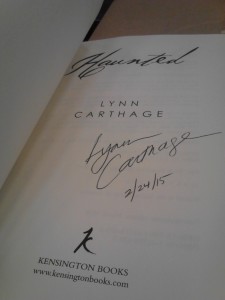 Haunted
LYNN
CARTHAGE
Lynn
Carthage
2/24/15
K
KENSINGTON BOOKS
www.kensingtonbooks.com